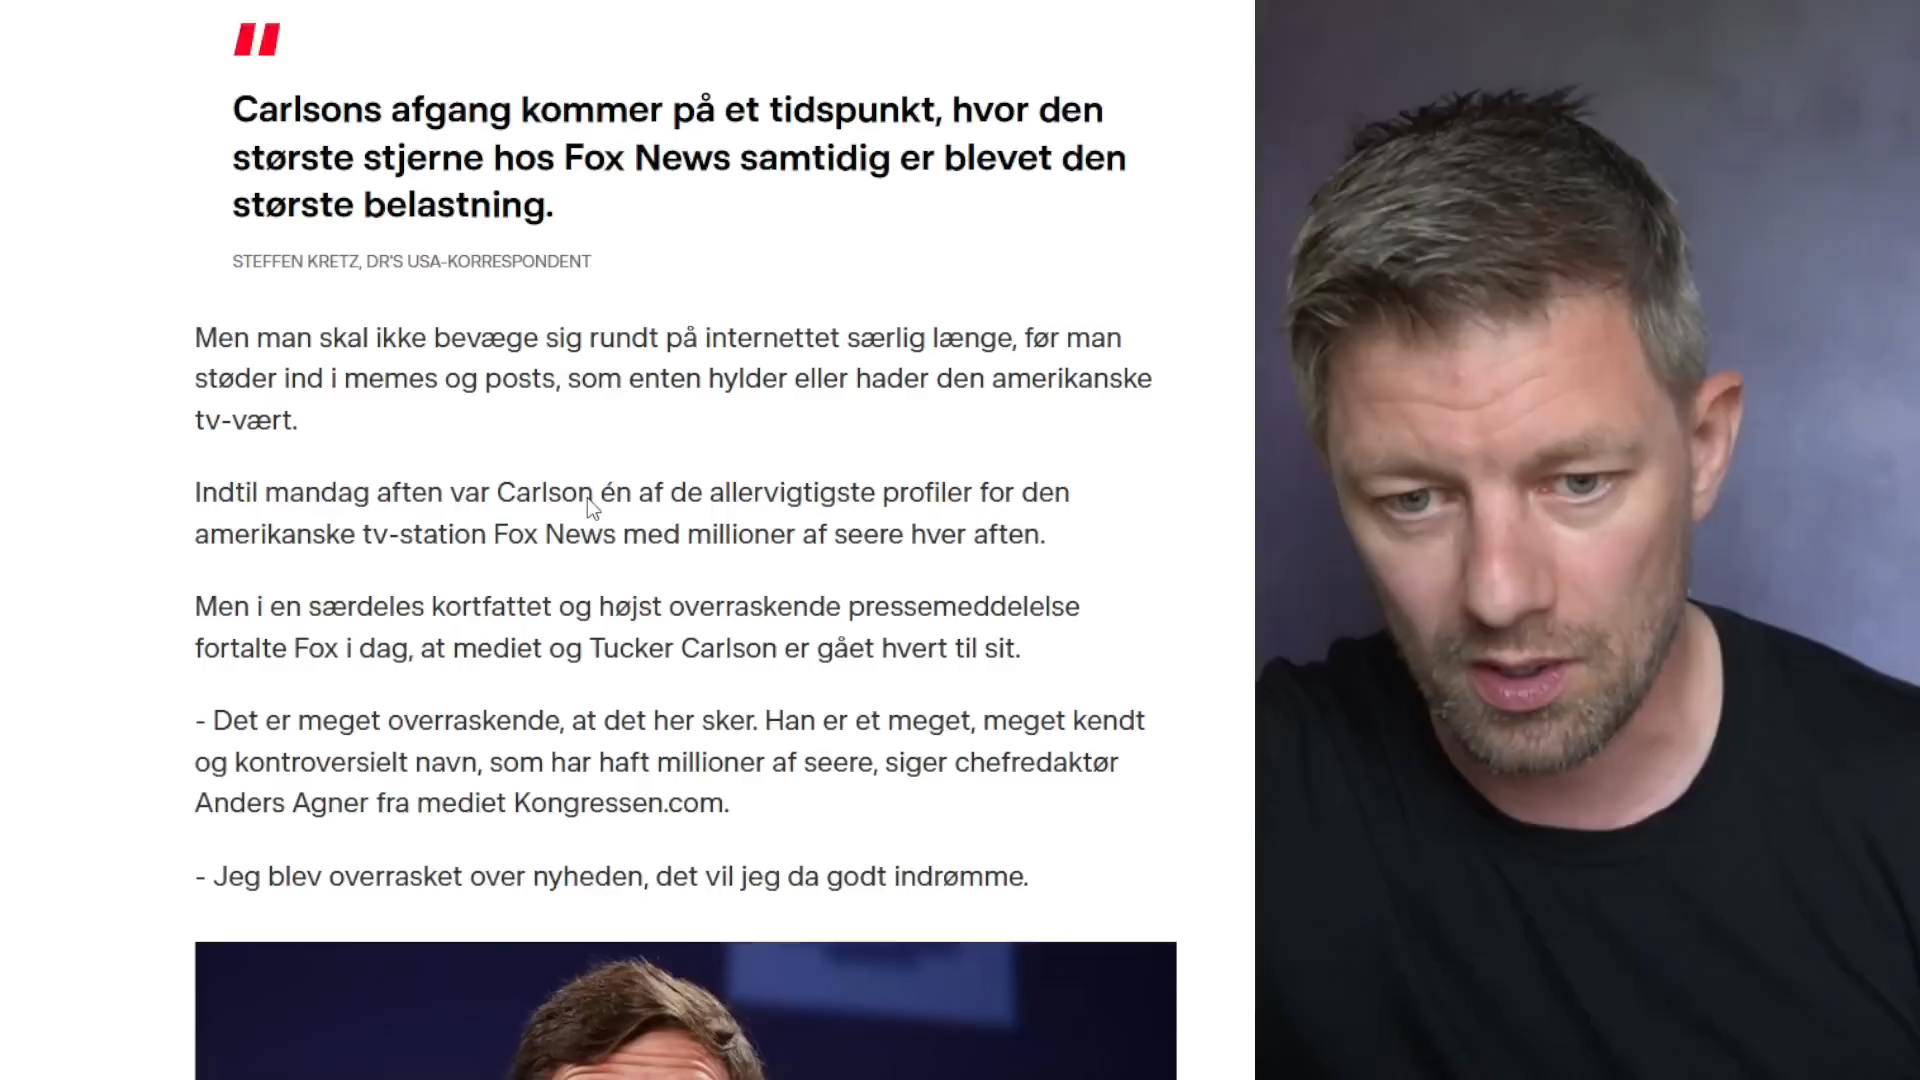 Carlsons afgang kommer på et tidspunkt, hvor den
største stjerne hos Fox News samtidig er blevet den
største belastning.
STEFFEN KRETZ, DR'S USA-KORRESPONDENT
Men man skal ikke bevæge sig rundt på internettet særlig længe, før man
støder ind i memes og posts, som enten hylder eller hader den amerikanske
tv-vært.
Indtil mandag aften var Carlson én af de allervigtigste profiler for den
amerikanske tv-station Fox News med millioner af seere hver aften.
Men i en særdeles kortfattet og højst overraskende pressemeddelelse
fortalte Fox i dag, at mediet og Tucker Carlson er gået hvert til sit.
- Det er meget overraskende, at det her sker. Han er et meget, meget kendt
og kontroversielt navn, som har haft millioner af seere, siger chefredaktør
Anders Agner fra mediet Kongressen.com.
- Jeg blev overrasket over nyheden, det vil jeg da godt indrømme.